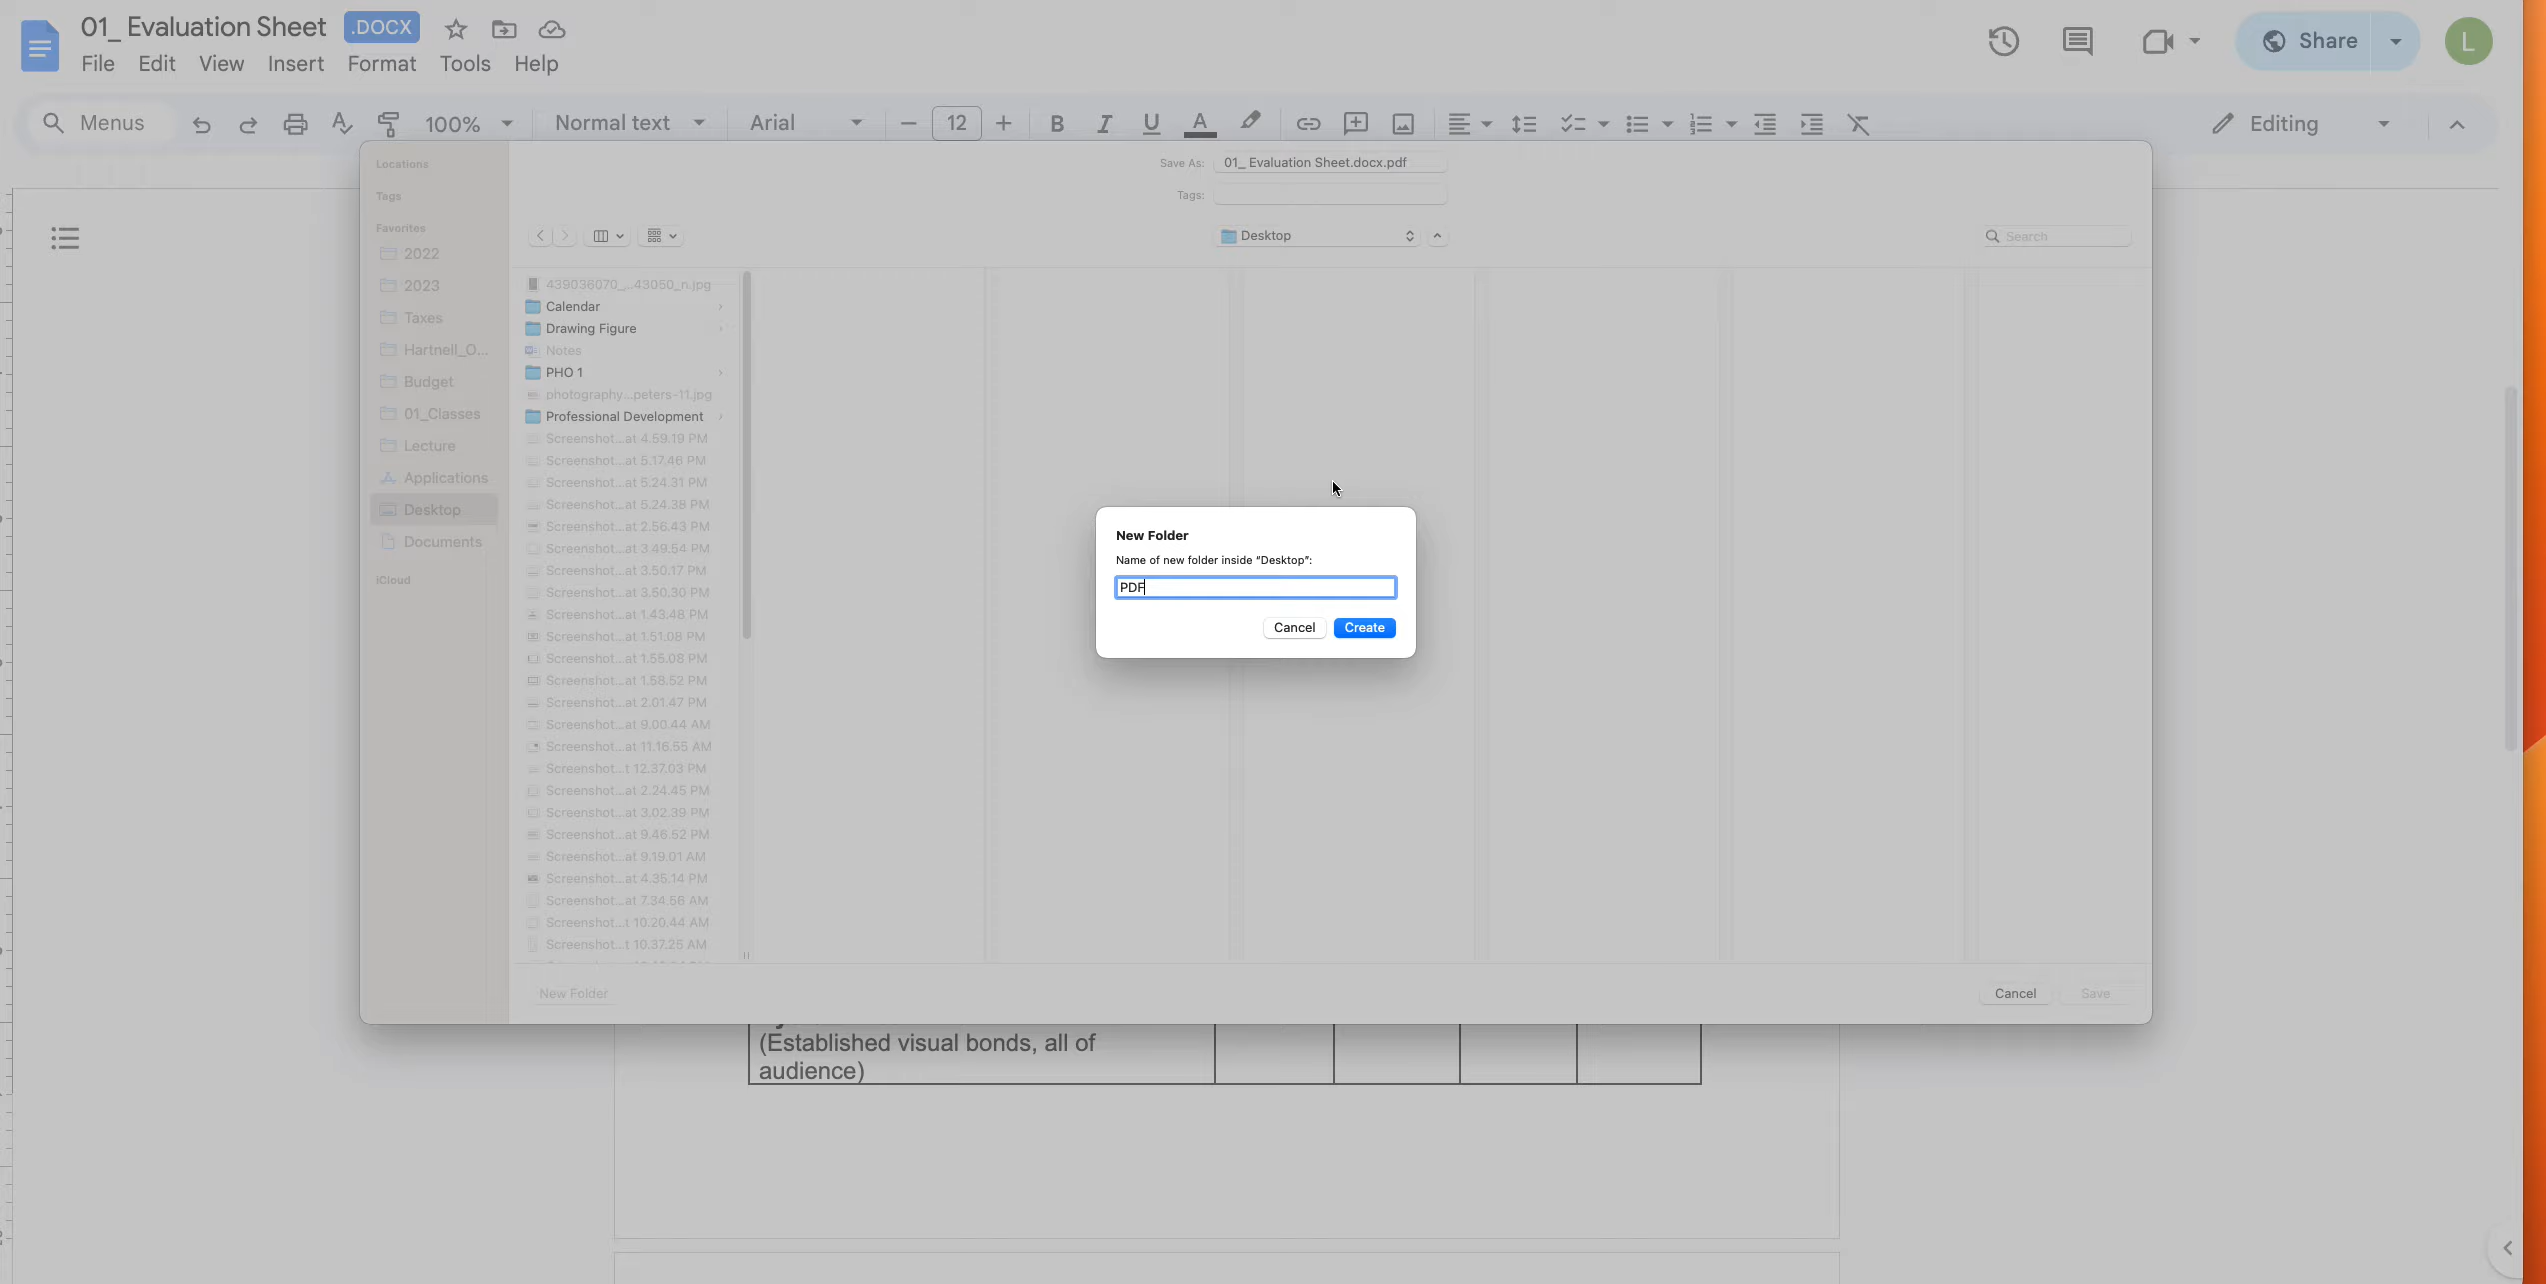 01_ Evaluation Sheet .DOCX
File Edit View Insert Format Tools Help
Share
L
Menus 100% Normal text Arial 12 Editing
Locations
Tags
Favorites
2022
2023
Taxes
Hartnell_O...
Budget
01_Classes
Lecture
Applications
Desktop
Documents
iCloud
Save As: 01_ Evaluation Sheet.docx.pdf
Tags:
Desktop
Search
439036070_...43050_n.jpg
Calendar
Drawing Figure
Notes
PHO 1
photography...peters-11.jpg
Professional Development
Screenshot...at 4.59.19 PM
Screenshot...at 5.17.46 PM
Screenshot...at 5.24.31 PM
Screenshot...at 5.24.38 PM
Screenshot...at 2.56.43 PM
Screenshot...at 3.49.54 PM
Screenshot...at 3.50.17 PM
Screenshot...at 3.50.30 PM
Screenshot...at 1.43.48 PM
Screenshot...at 1.51.08 PM
Screenshot...at 1.55.08 PM
Screenshot...at 1.58.52 PM
Screenshot...at 2.01.47 PM
Screenshot...at 9.00.44 AM
Screenshot...at 11.16.55 AM
Screenshot...t 12.37.03 PM
Screenshot...at 2.24.45 PM
Screenshot...at 3.02.39 PM
Screenshot...at 9.46.52 PM
Screenshot...at 9.19.01 AM
Screenshot...at 4.35.14 PM
Screenshot...at 7.34.56 AM
Screenshot...t 10.20.44 AM
Screenshot...t 10.37.25 AM
New Folder
Name of new folder inside “Desktop”:
PDF
Cancel Create
New Folder
Cancel Save
(Established visual bonds, all of
audience)